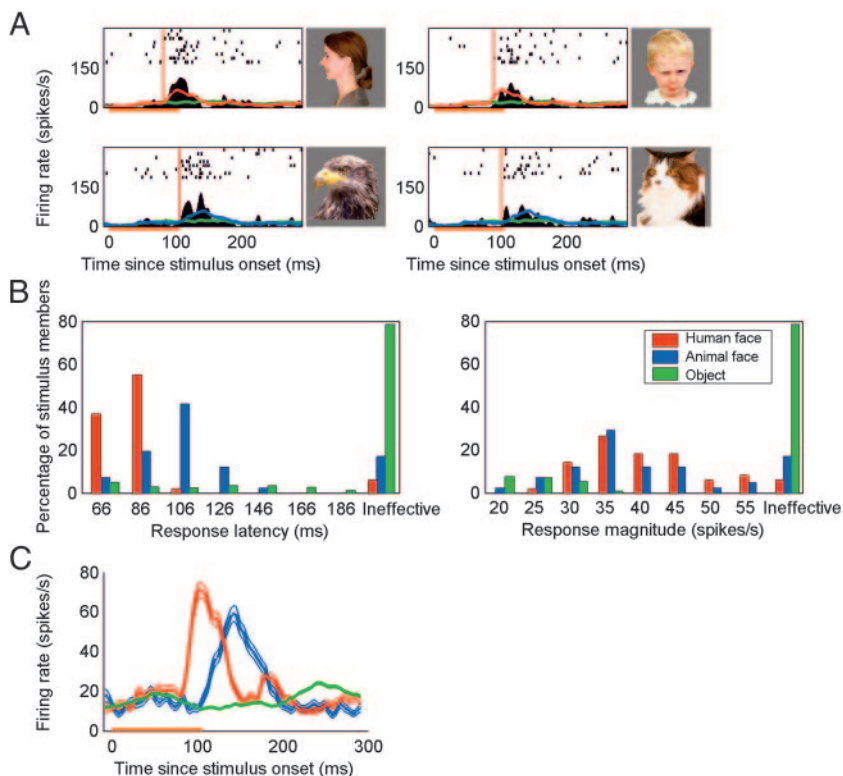 A
Firing rate (spikes/s)
150
0
150
0
0 100 200
Time since stimulus onset (ms)
0 100 200
Time since stimulus onset (ms)
B
Percentage of stimulus members
80
60
40
20
0
66 86 106 126 146 166 186 Ineffective
Response latency (ms)
80
60
40
20
0
Human face
Animal face
Object
20 25 30 35 40 45 50 55 Ineffective
Response magnitude (spikes/s)
C
Firing rate (spikes/s)
80
60
40
20
0
0 100 200 300
Time since stimulus onset (ms)